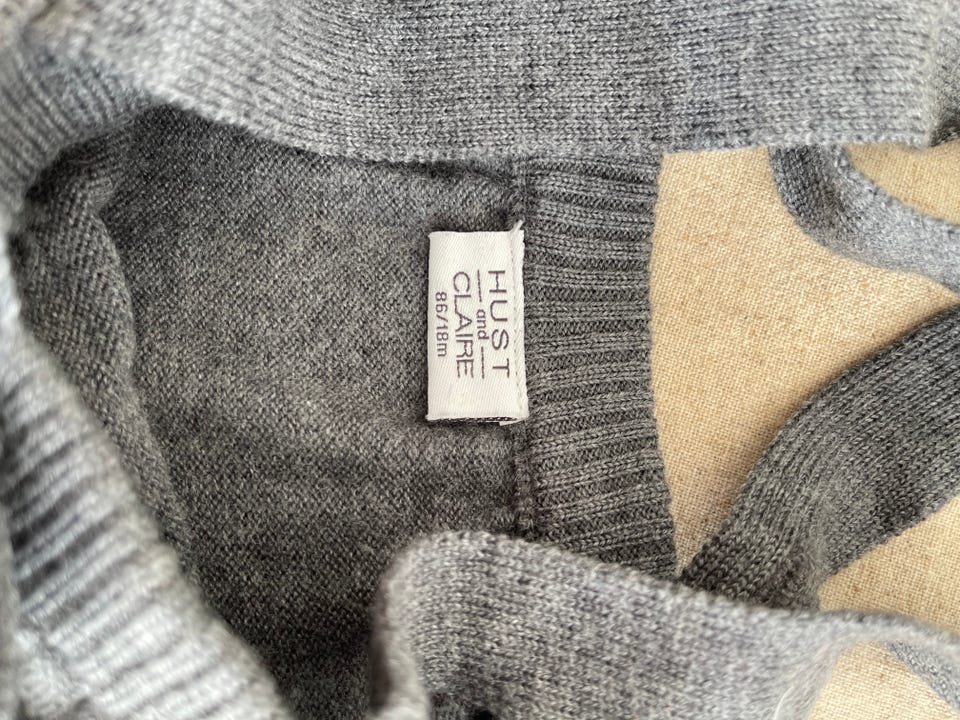 HUST
and
CLAIRE
86/18m